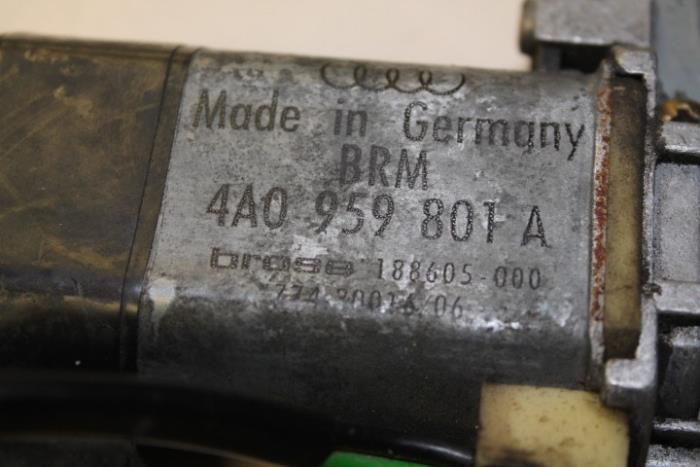 Made in Germany
BRM
4A0 959 801 A
brose 188605-000